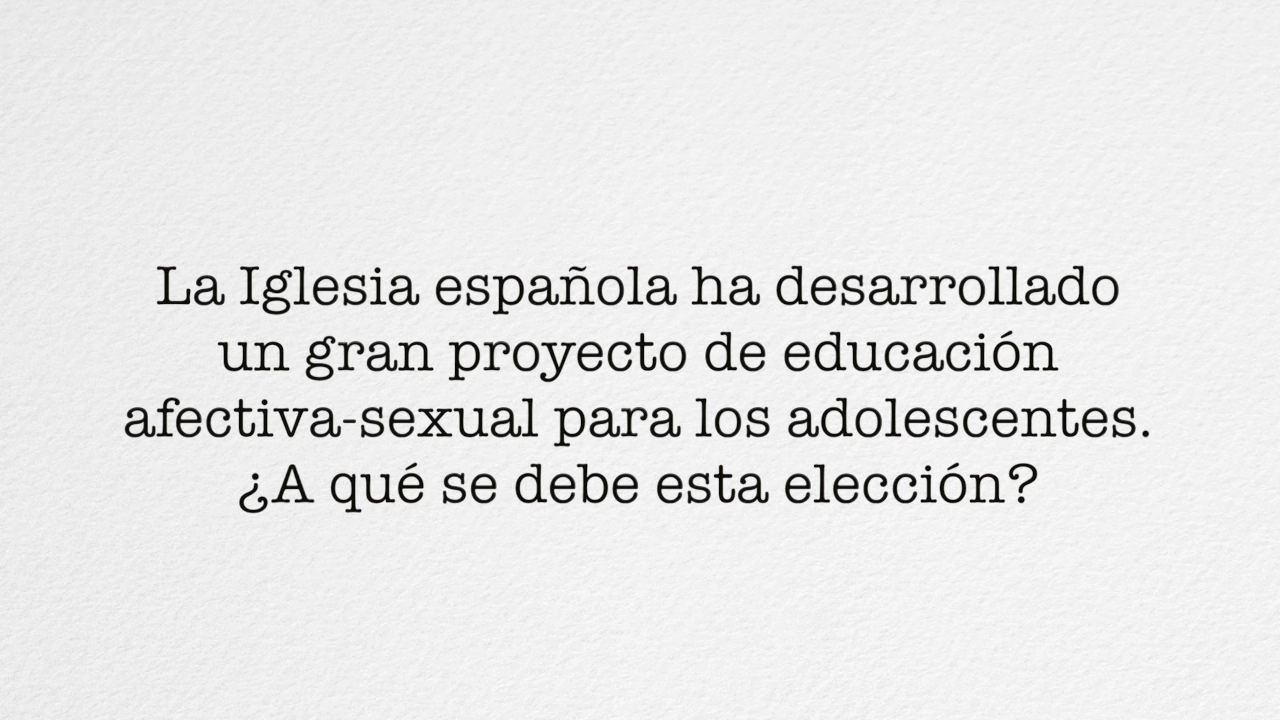 La Iglesia española ha desarrollado
un gran proyecto de educación
afectiva-sexual para los adolescentes.
¿A qué se debe esta elección?